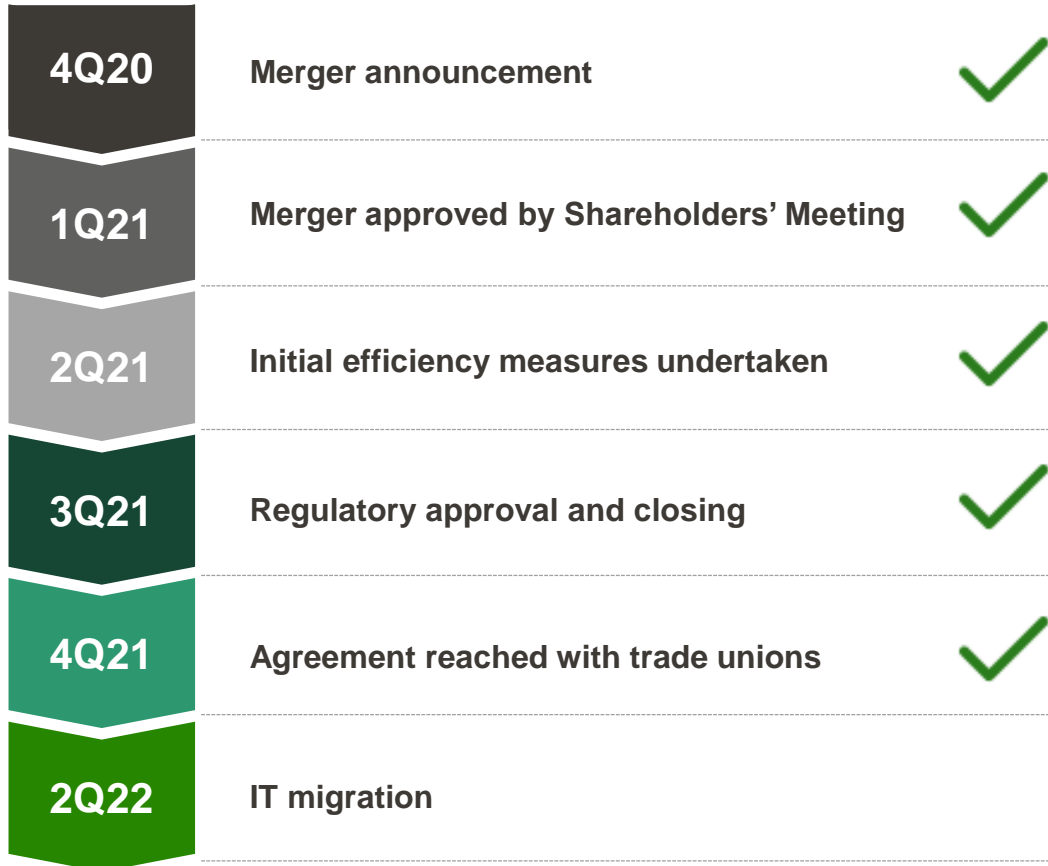 4Q20
Merger announcement
1Q21
Merger approved by Shareholders’ Meeting
2Q21
Initial efficiency measures undertaken
3Q21
Regulatory approval and closing
4Q21
Agreement reached with trade unions
2Q22
IT migration